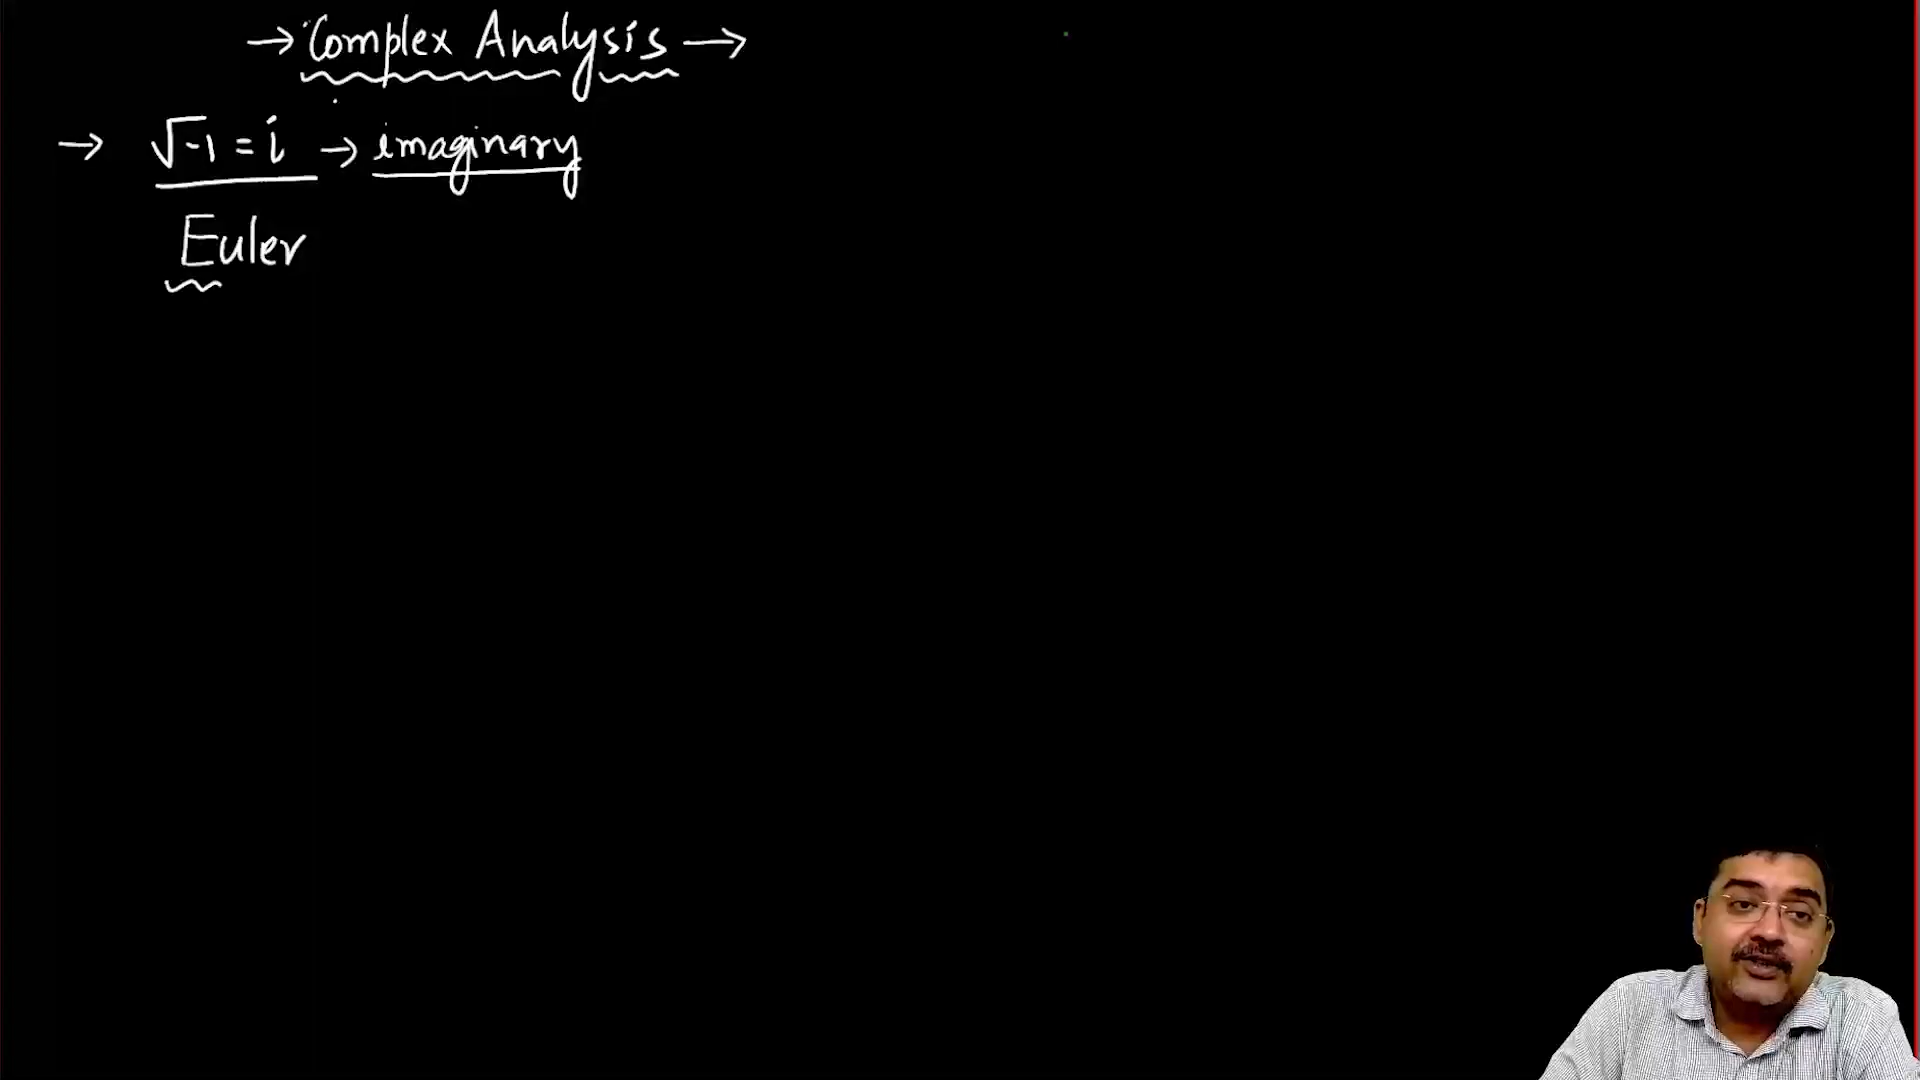 → Complex Analysis →
→ √-1 = i → imaginary
Euler